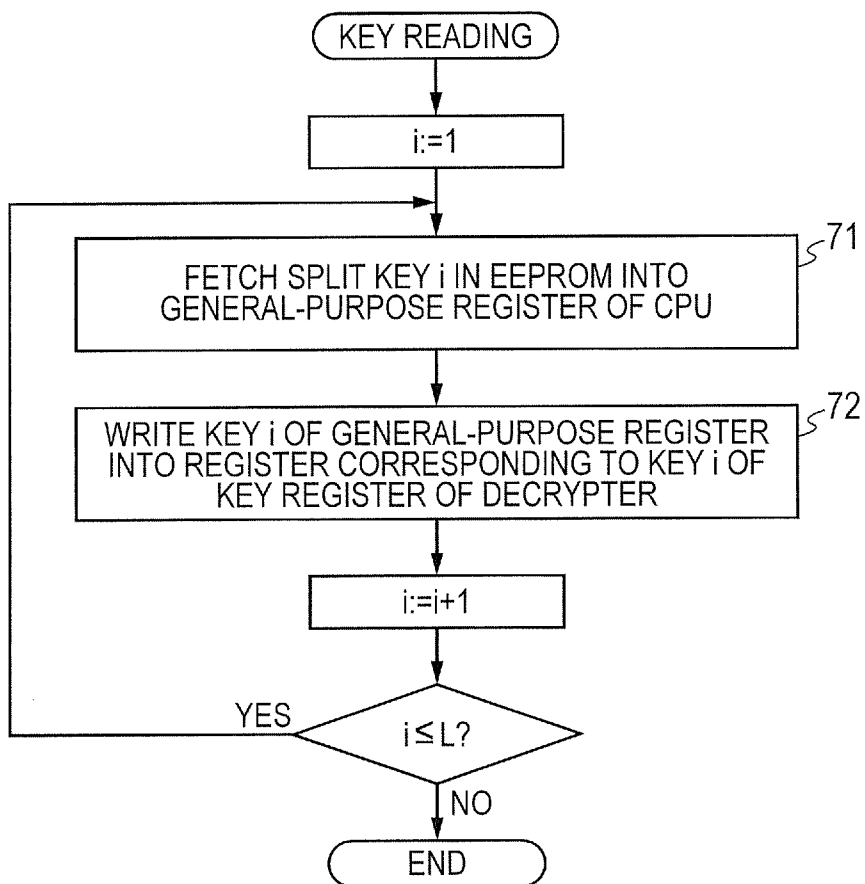 KEY READING
i:=1
71
FETCH SPLIT KEY i IN EEPROM INTO
GENERAL-PURPOSE REGISTER OF CPU
72
WRITE KEY i OF GENERAL-PURPOSE REGISTER
INTO REGISTER CORRESPONDING TO KEY i OF
KEY REGISTER OF DECRYPTER
i:=i+1
YES
i≦L?
NO
END